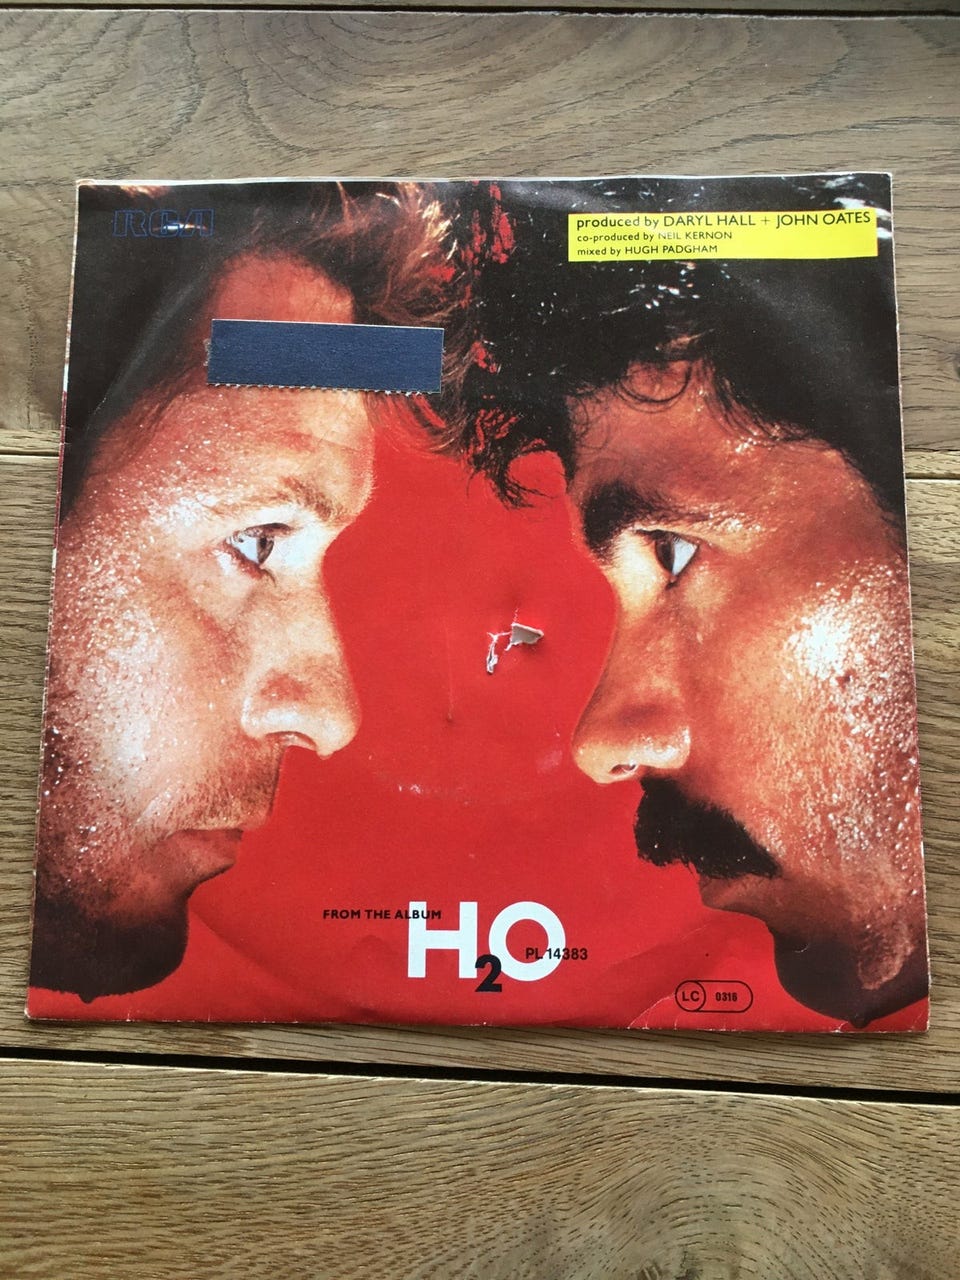 RCA
produced by DARYL HALL + JOHN OATES
co-produced by NEIL KERNON
mixed by HUGH PADGHAM
FROM THE ALBUM
H2O
PL 14383
LC 0316